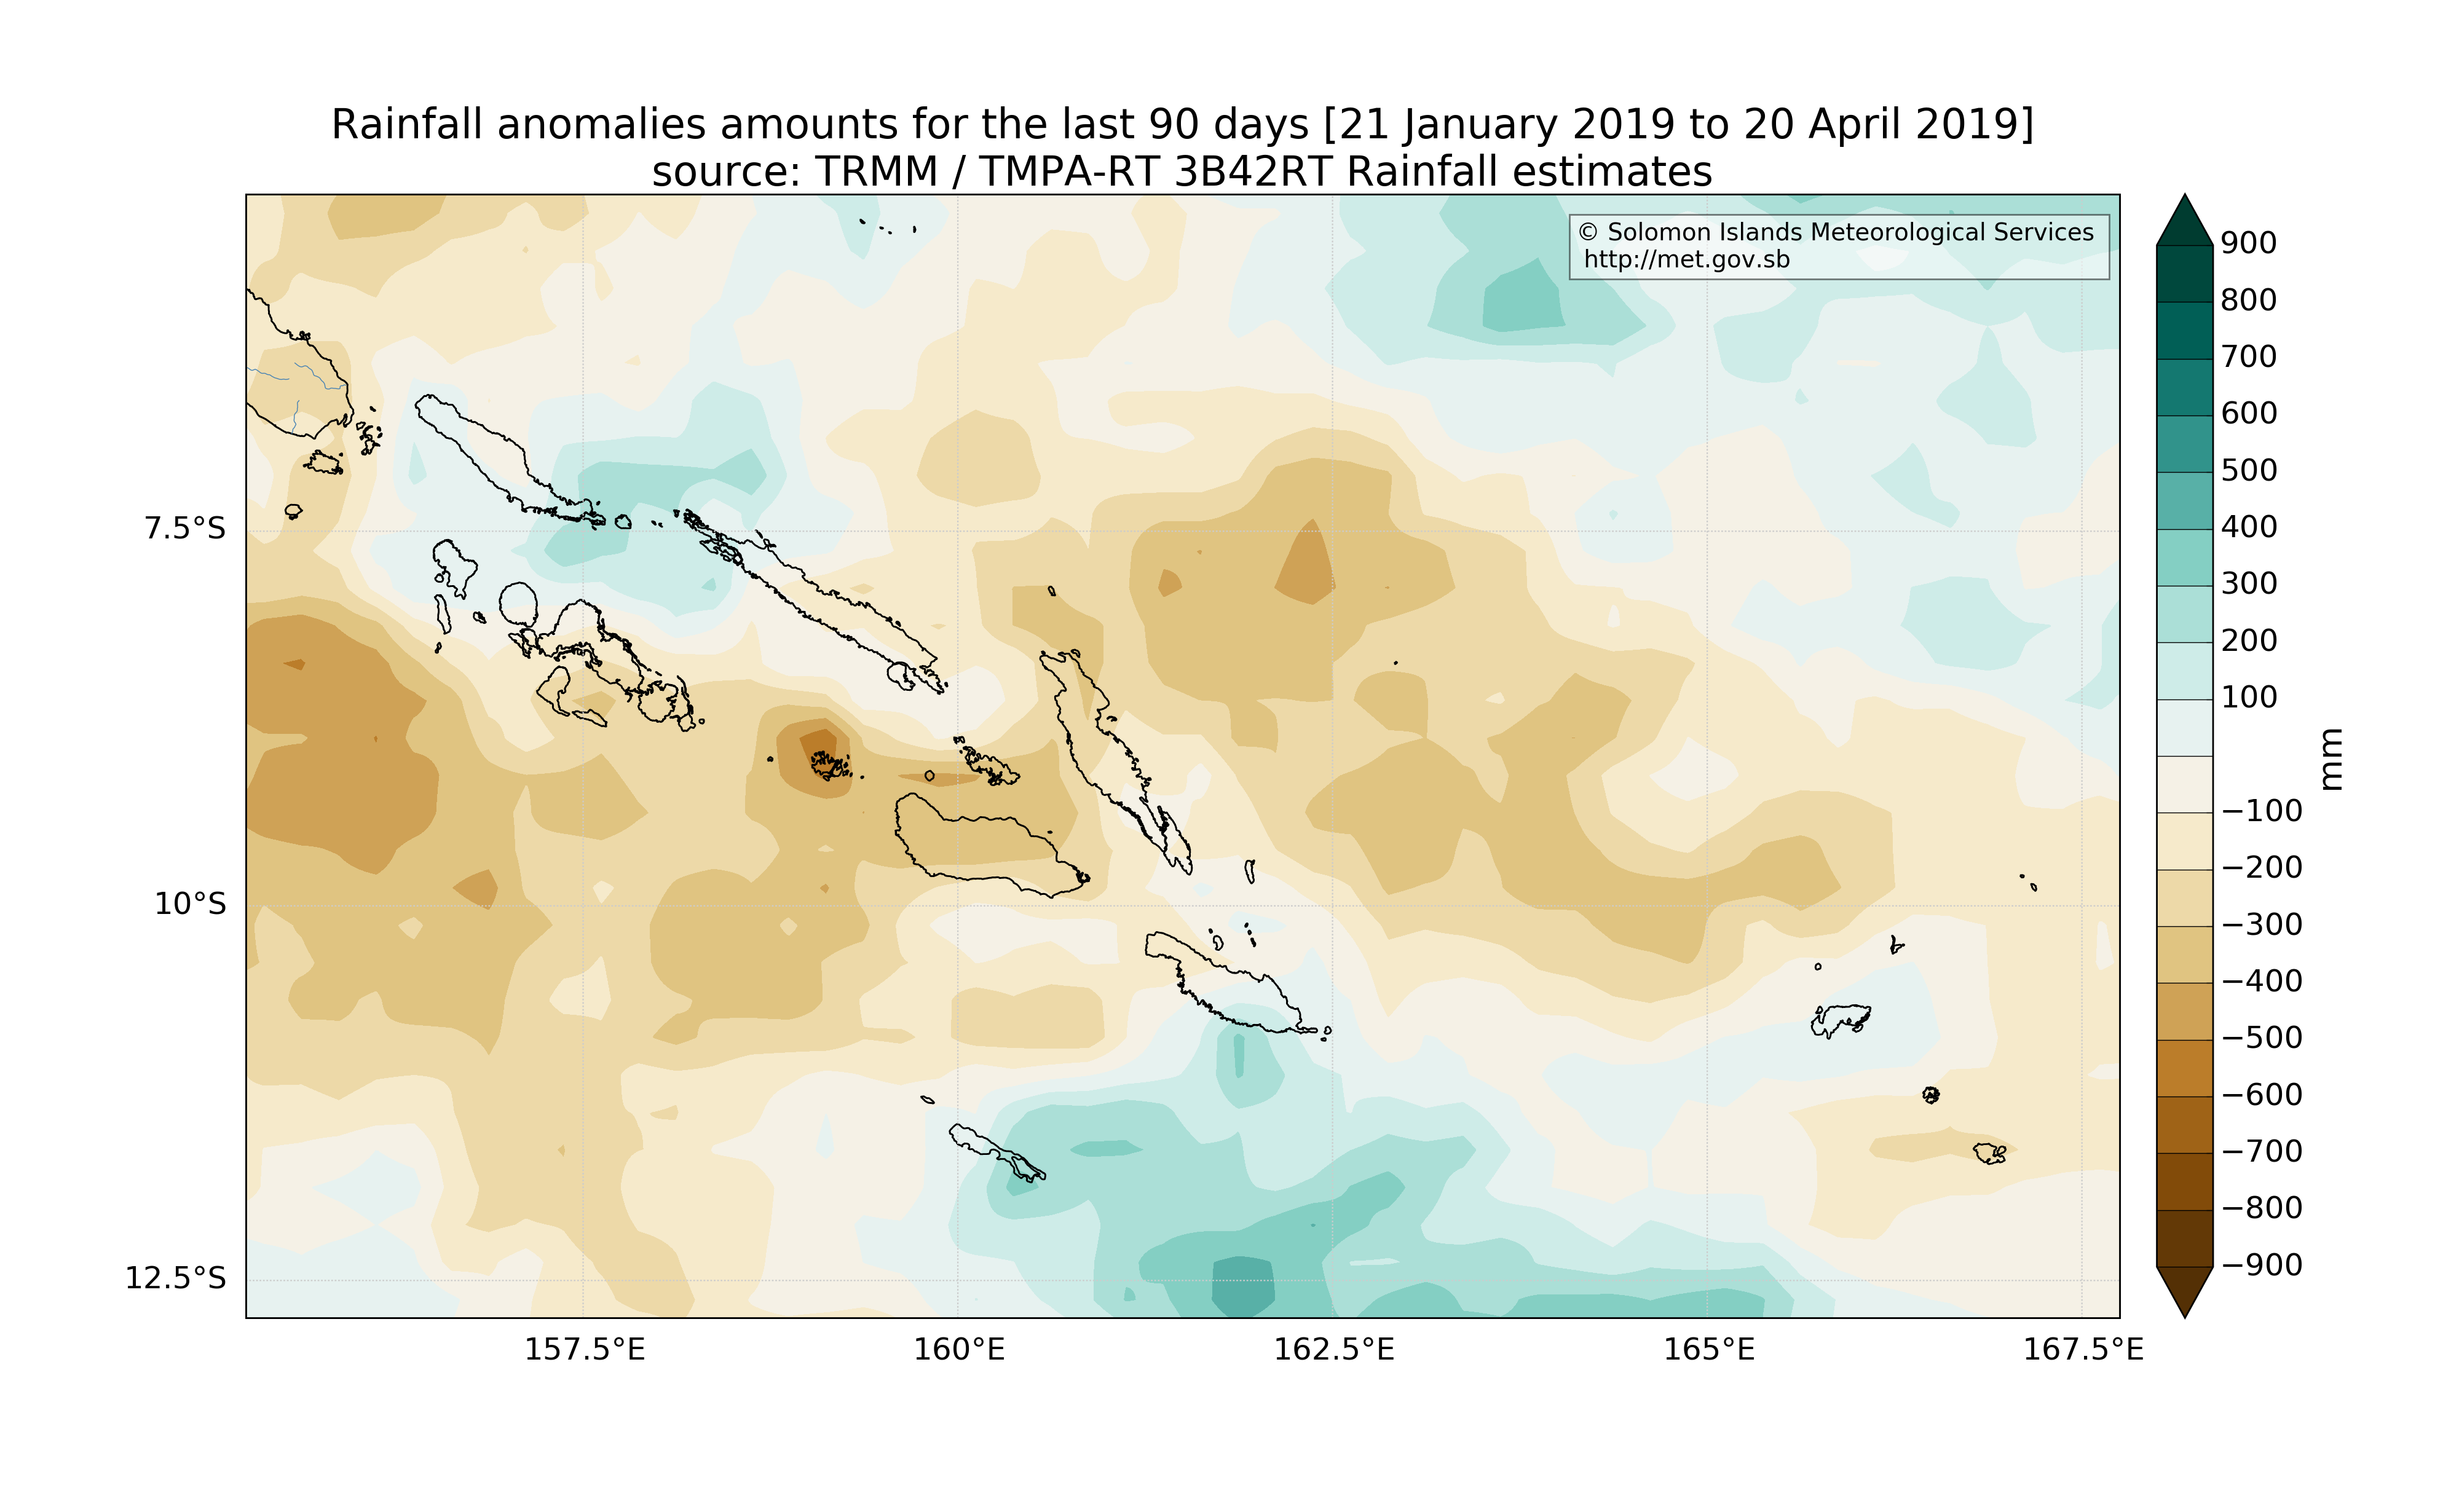 Rainfall anomalies amounts for the last 90 days [21 January 2019 to 20 April 2019]
source: TRMM / TMPA-RT 3B42RT Rainfall estimates
© Solomon Islands Meteorological Services
http://met.gov.sb
7.5°S
10°S
12.5°S
157.5°E
160°E
162.5°E
165°E
167.5°E
900
800
700
600
500
400
300
200
100
−100
−200
−300
−400
−500
−600
−700
−800
−900
mm